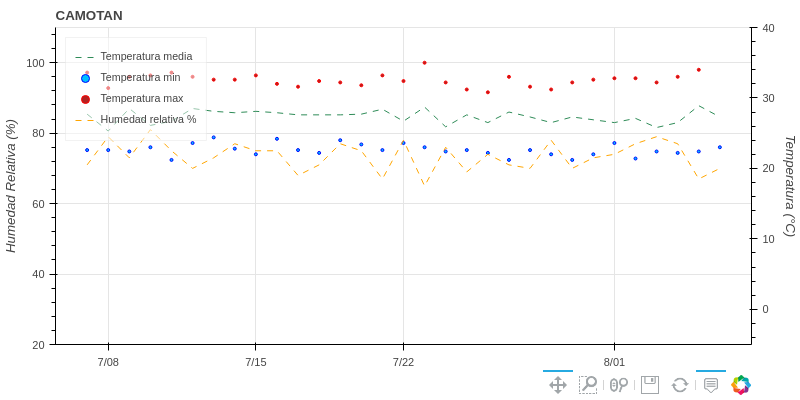 CAMOTAN
Temperatura media
Temperatura min
Temperatura max
Humedad relativa %
Humedad Relativa (%)
100
80
60
40
20
Temperatura (°C)
40
30
20
10
0
7/08
7/15
7/22
8/01